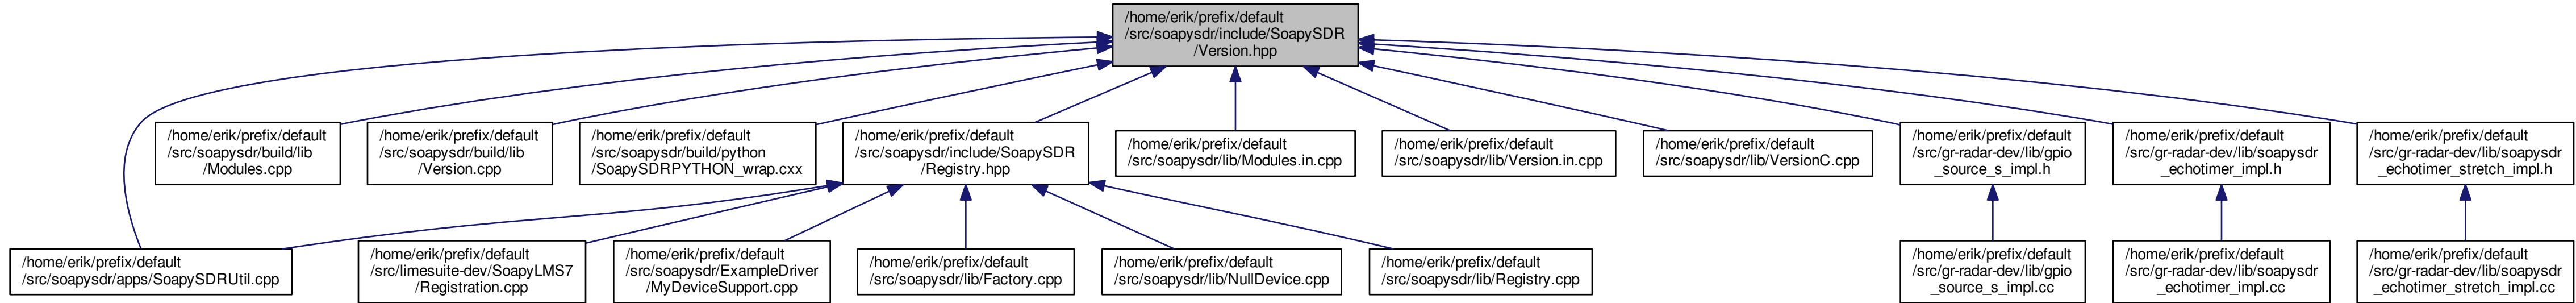 /home/erik/prefix/default
/src/soapysdr/include/SoapySDR
/Version.hpp
/home/erik/prefix/default
/src/soapysdr/build/lib
/Modules.cpp
/home/erik/prefix/default
/src/soapysdr/build/lib
/Version.cpp
/home/erik/prefix/default
/src/soapysdr/build/python
/SoapySDRPYTHON_wrap.cxx
/home/erik/prefix/default
/src/soapysdr/include/SoapySDR
/Registry.hpp
/home/erik/prefix/default
/src/soapysdr/lib/Modules.in.cpp
/home/erik/prefix/default
/src/soapysdr/lib/Version.in.cpp
/home/erik/prefix/default
/src/soapysdr/lib/VersionC.cpp
/home/erik/prefix/default
/src/gr-radar-dev/lib/gpio
_source_s_impl.h
/home/erik/prefix/default
/src/gr-radar-dev/lib/soapysdr
_echotimer_impl.h
/home/erik/prefix/default
/src/gr-radar-dev/lib/soapysdr
_echotimer_stretch_impl.h
/home/erik/prefix/default
/src/soapysdr/apps/SoapySDRUtil.cpp
/home/erik/prefix/default
/src/limesuite-dev/SoapyLMS7
/Registration.cpp
/home/erik/prefix/default
/src/soapysdr/ExampleDriver
/MyDeviceSupport.cpp
/home/erik/prefix/default
/src/soapysdr/lib/Factory.cpp
/home/erik/prefix/default
/src/soapysdr/lib/NullDevice.cpp
/home/erik/prefix/default
/src/soapysdr/lib/Registry.cpp
/home/erik/prefix/default
/src/gr-radar-dev/lib/gpio
_source_s_impl.cc
/home/erik/prefix/default
/src/gr-radar-dev/lib/soapysdr
_echotimer_impl.cc
/home/erik/prefix/default
/src/gr-radar-dev/lib/soapysdr
_echotimer_stretch_impl.cc